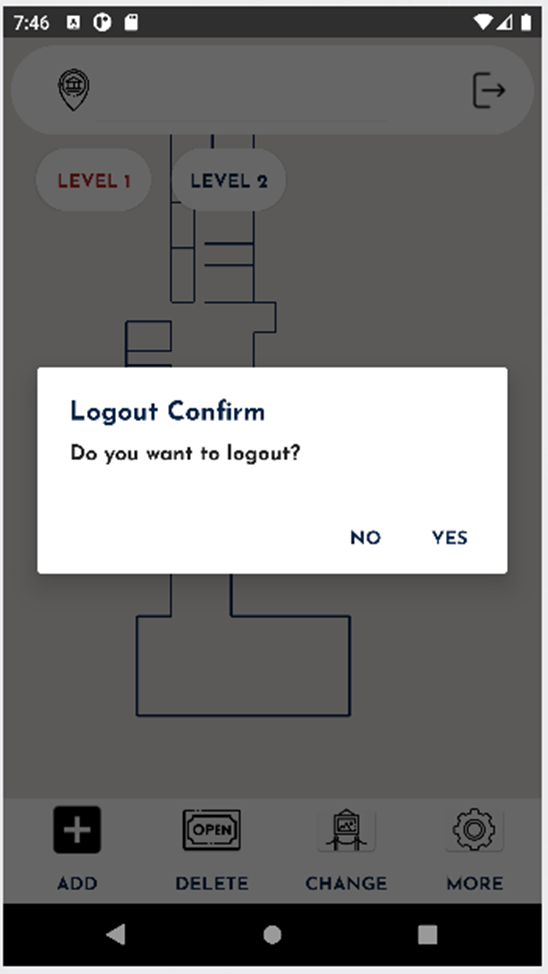 7:46
LEVEL 1 LEVEL 2
Logout Confirm
Do you want to logout?
NO YES
OPEN
ADD DELETE CHANGE MORE